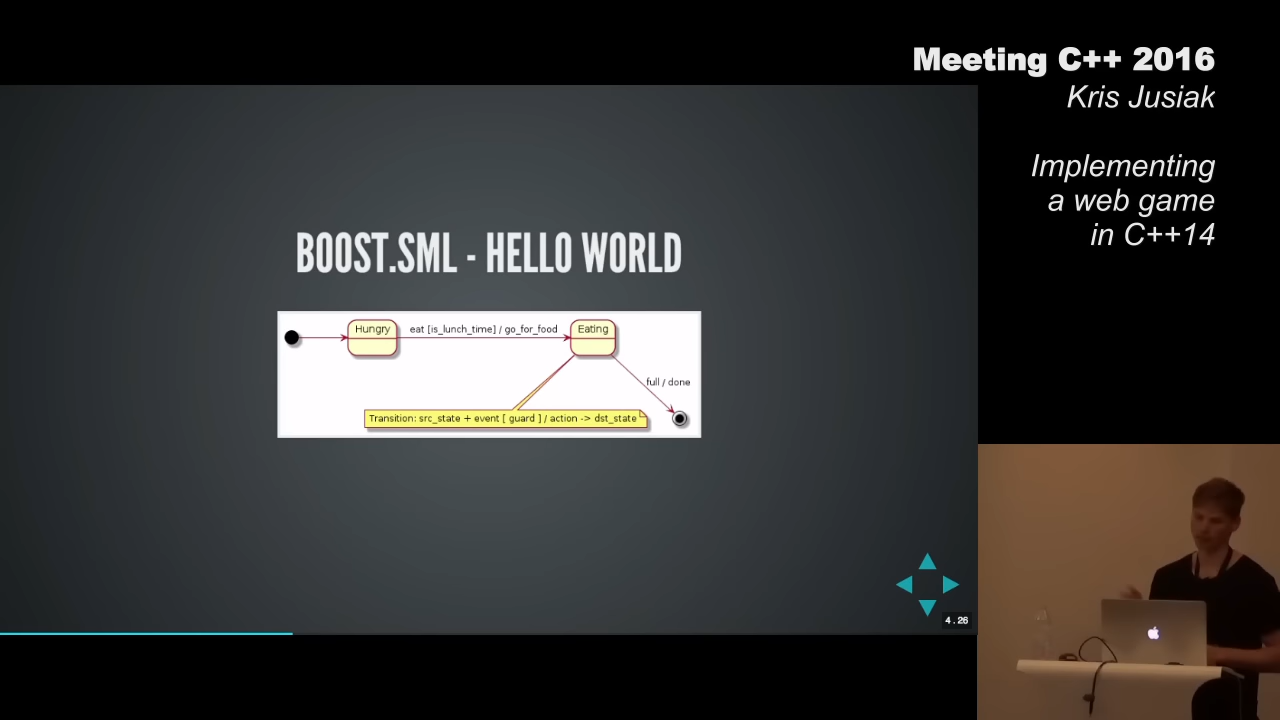 Meeting C++ 2016
Kris Jusiak
Implementing
a web game
in C++14
BOOST.SML - HELLO WORLD
Hungry
eat [is_lunch_time] / go_for_food
Eating
full / done
Transition: src_state + event [ guard ] / action -> dst_state
4.26